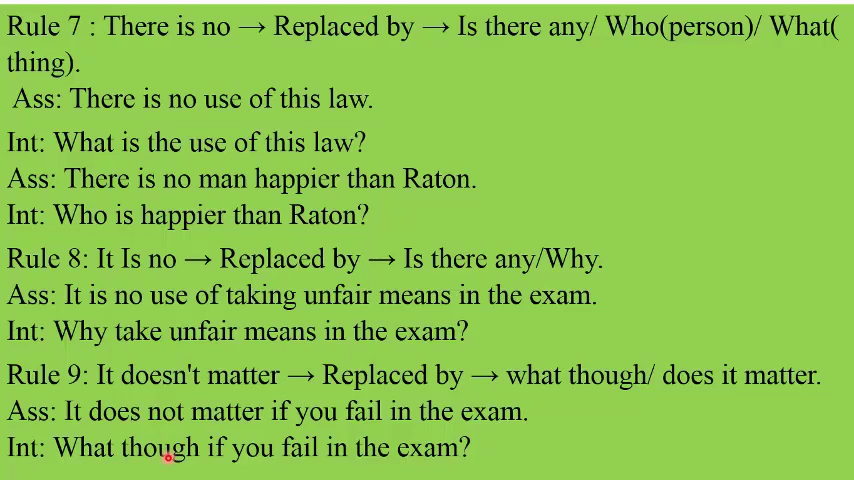 Rule 7 : There is no → Replaced by → Is there any/ Who(person)/ What(
thing).
Ass: There is no use of this law.
Int: What is the use of this law?
Ass: There is no man happier than Raton.
Int: Who is happier than Raton?
Rule 8: It Is no → Replaced by → Is there any/Why.
Ass: It is no use of taking unfair means in the exam.
Int: Why take unfair means in the exam?
Rule 9: It doesn't matter → Replaced by → what though/ does it matter.
Ass: It does not matter if you fail in the exam.
Int: What though if you fail in the exam?